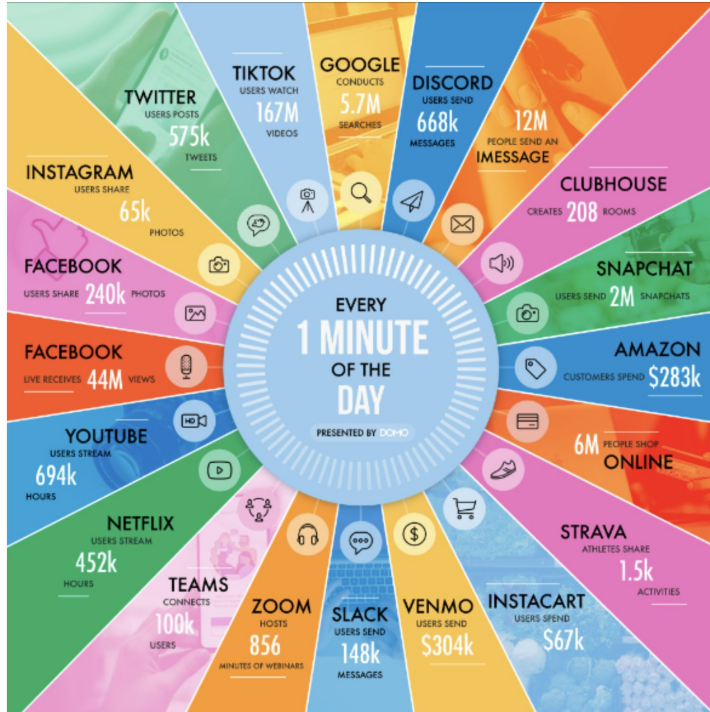 EVERY
1 MINUTE
OF THE
DAY
PRESENTED BY DOMO
GOOGLE
CONDUCTS
5.7M
SEARCHES
DISCORD
USERS SEND
668k
MESSAGES
12M
PEOPLE SEND AN
IMESSAGE
CLUBHOUSE
CREATES 208 ROOMS
SNAPCHAT
USERS SEND 2M SNAPCHATS
AMAZON
CUSTOMERS SPEND $283k
6M PEOPLE SHOP
ONLINE
STRAVA
ATHLETES SHARE
1.5k
ACTIVITIES
INSTACART
USERS SPEND
$67k
VENMO
USERS SEND
$304k
SLACK
USERS SEND
148k
MESSAGES
ZOOM
HOSTS
856
MINUTES OF WEBINARS
TEAMS
CONNECTS
100k
USERS
NETFLIX
USERS STREAM
452k
HOURS
YOUTUBE
USERS STREAM
694k
HOURS
HD
FACEBOOK
LIVE RECEIVES 44M VIEWS
FACEBOOK
USERS SHARE 240k PHOTOS
INSTAGRAM
USERS SHARE
65k
PHOTOS
TWITTER
USERS POSTS
575k
TWEETS
TIKTOK
USERS WATCH
167M
VIDEOS